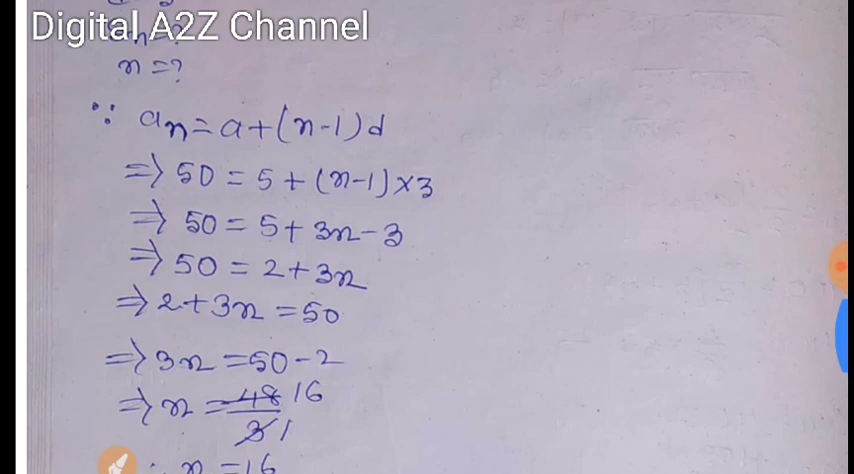 Digital A2Z Channel
n = ?
∵ an = a + (n-1)d
⇒ 50 = 5 + (n-1)×3
⇒ 50 = 5 + 3n - 3
⇒ 50 = 2 + 3n
⇒ 2 + 3n = 50
⇒ 3n = 50 - 2
⇒ n = 48 16
3 1
∴ n = 16